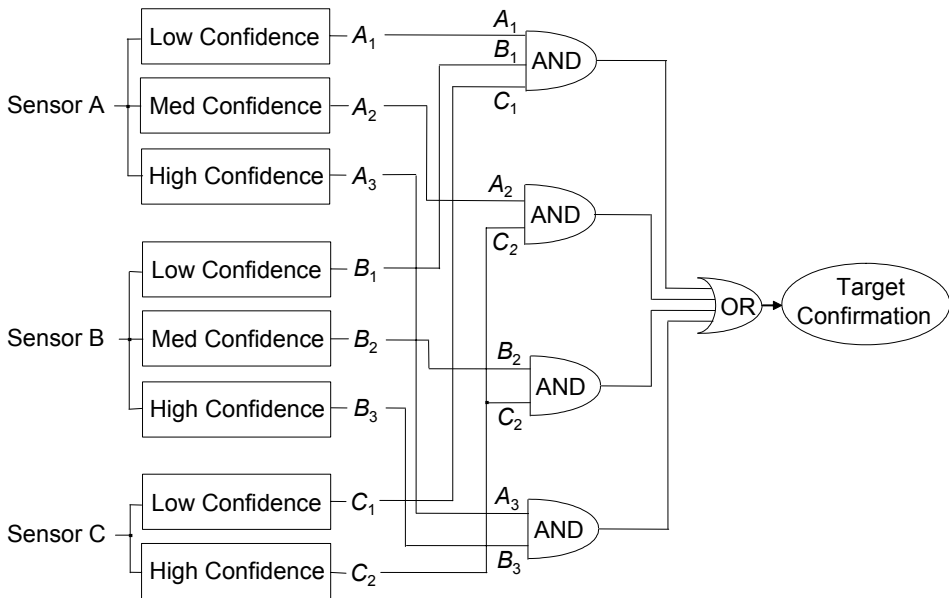 Sensor A
Low Confidence
A1
Med Confidence
A2
High Confidence
A3
Sensor B
Low Confidence
B1
Med Confidence
B2
High Confidence
B3
Sensor C
Low Confidence
C1
High Confidence
C2
A1
B1
C1
AND
A2
C2
AND
B2
C2
AND
A3
B3
AND
OR
Target
Confirmation